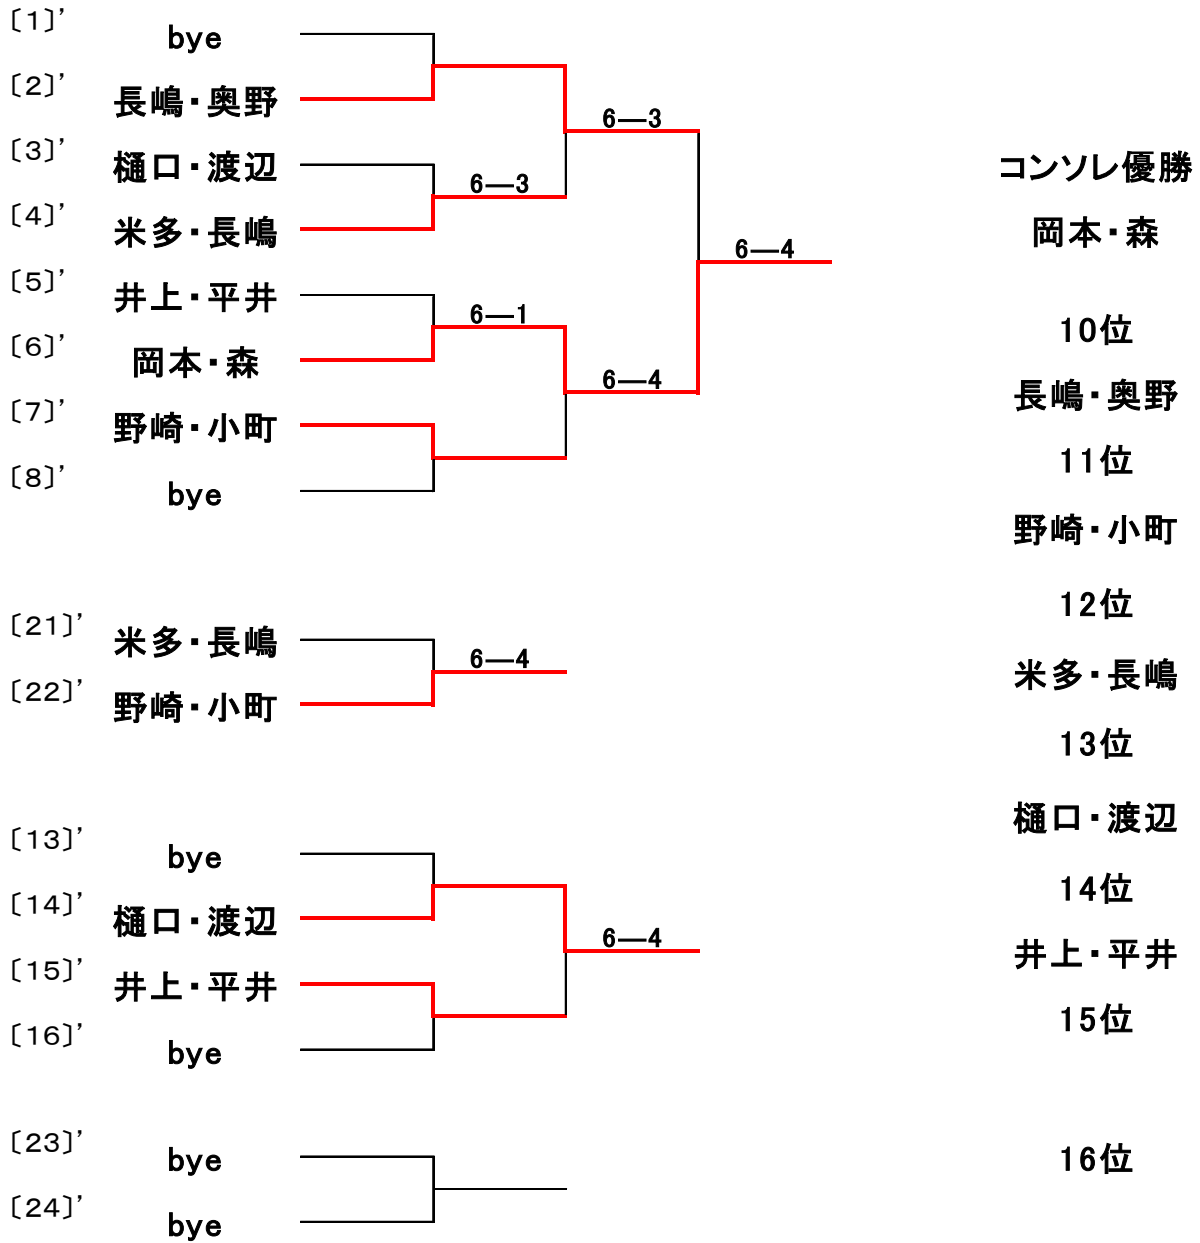 〔1〕’ bye
〔2〕’ 長嶋・奥野
6―3
〔3〕’ 樋口・渡辺
6―3
コンソレ優勝
〔4〕’ 米多・長嶋
岡本・森
6―4
〔5〕’ 井上・平井
6―1
10位
〔6〕’ 岡本・森
6―4
長嶋・奥野
〔7〕’ 野崎・小町
11位
〔8〕’ bye
野崎・小町
12位
〔21〕’ 米多・長嶋
6―4
米多・長嶋
〔22〕’ 野崎・小町
13位
樋口・渡辺
〔13〕’ bye
14位
〔14〕’ 樋口・渡辺
6―4
井上・平井
〔15〕’ 井上・平井
15位
〔16〕’ bye
〔23〕’ bye
16位
〔24〕’ bye